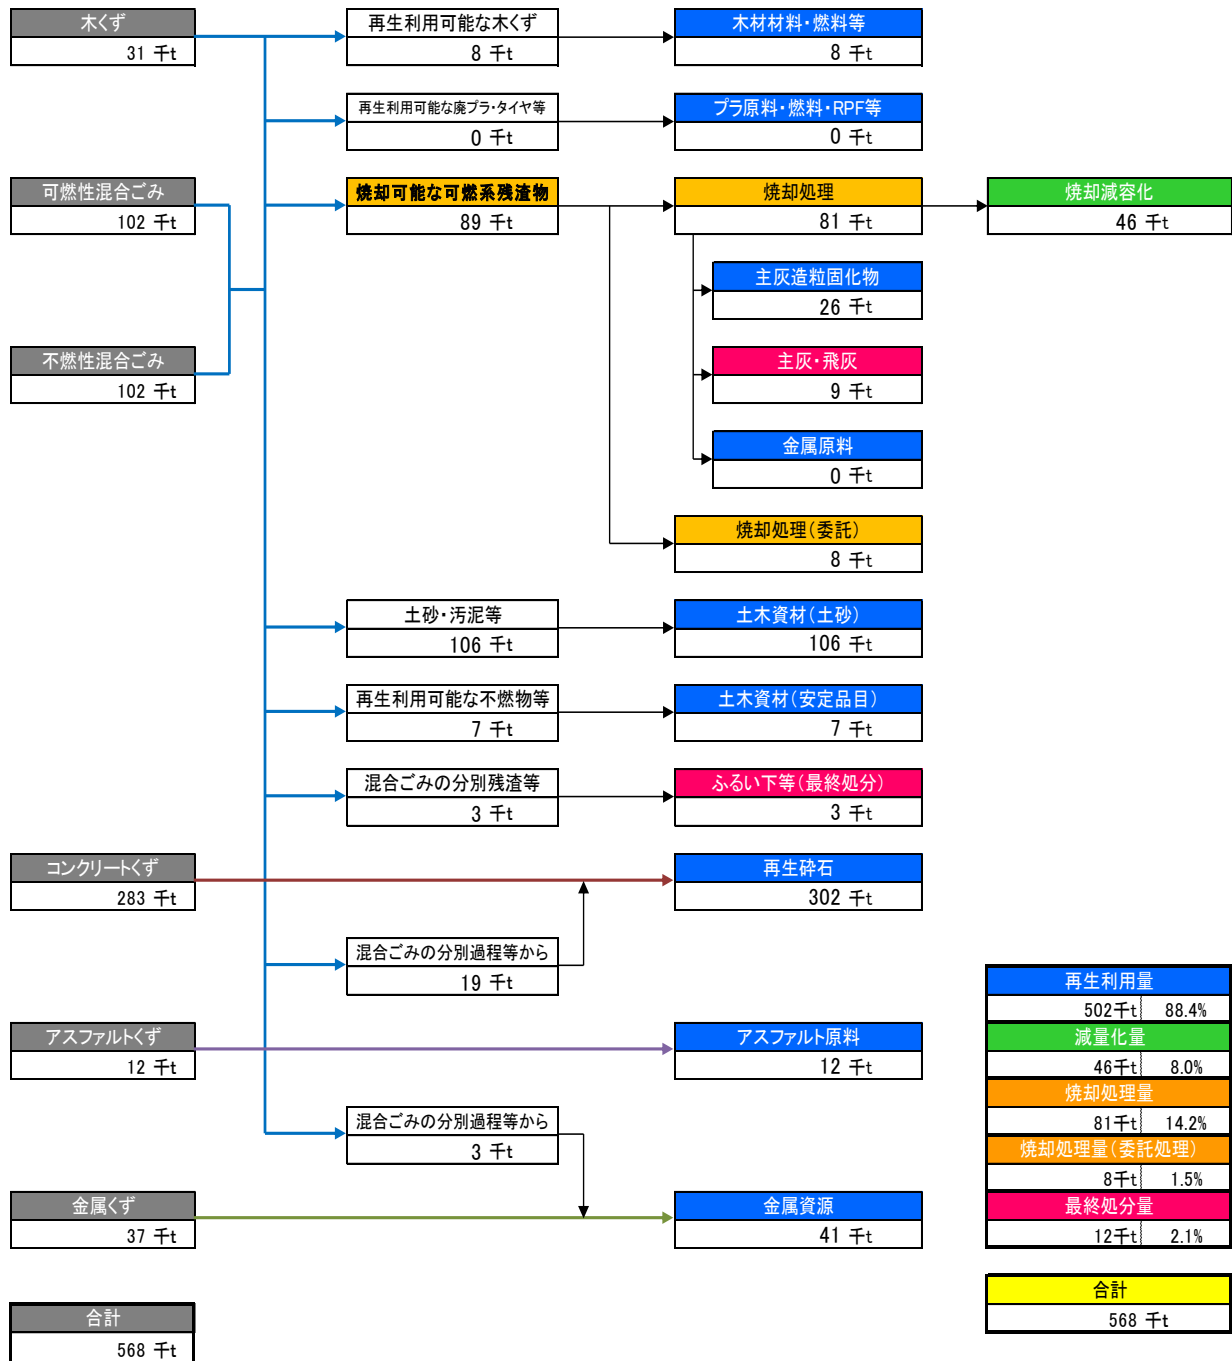 木くず
31 千t
再生利用可能な木くず
8 千t
木材材料・燃料等
8 千t
再生利用可能な廃プラ・タイヤ等
0 千t
プラ原料・燃料・RPF等
0 千t
可燃性混合ごみ
102 千t
焼却可能な可燃系残渣物
89 千t
焼却処理
81 千t
焼却減容化
46 千t
主灰造粒固化物
26 千t
不燃性混合ごみ
102 千t
主灰・飛灰
9 千t
金属原料
0 千t
焼却処理(委託)
8 千t
土砂・汚泥等
106 千t
土木資材(土砂)
106 千t
再生利用可能な不燃物等
7 千t
土木資材(安定品目)
7 千t
混合ごみの分別残渣等
3 千t
ふるい下等(最終処分)
3 千t
コンクリートくず
283 千t
再生砕石
302 千t
混合ごみの分別過程等から
19 千t
アスファルトくず
12 千t
アスファルト原料
12 千t
混合ごみの分別過程等から
3 千t
金属くず
37 千t
金属資源
41 千t
合計
568 千t
再生利用量
502千t 88.4%
減量化量
46千t 8.0%
焼却処理量
81千t 14.2%
焼却処理量(委託処理)
8千t 1.5%
最終処分量
12千t 2.1%
合計
568 千t